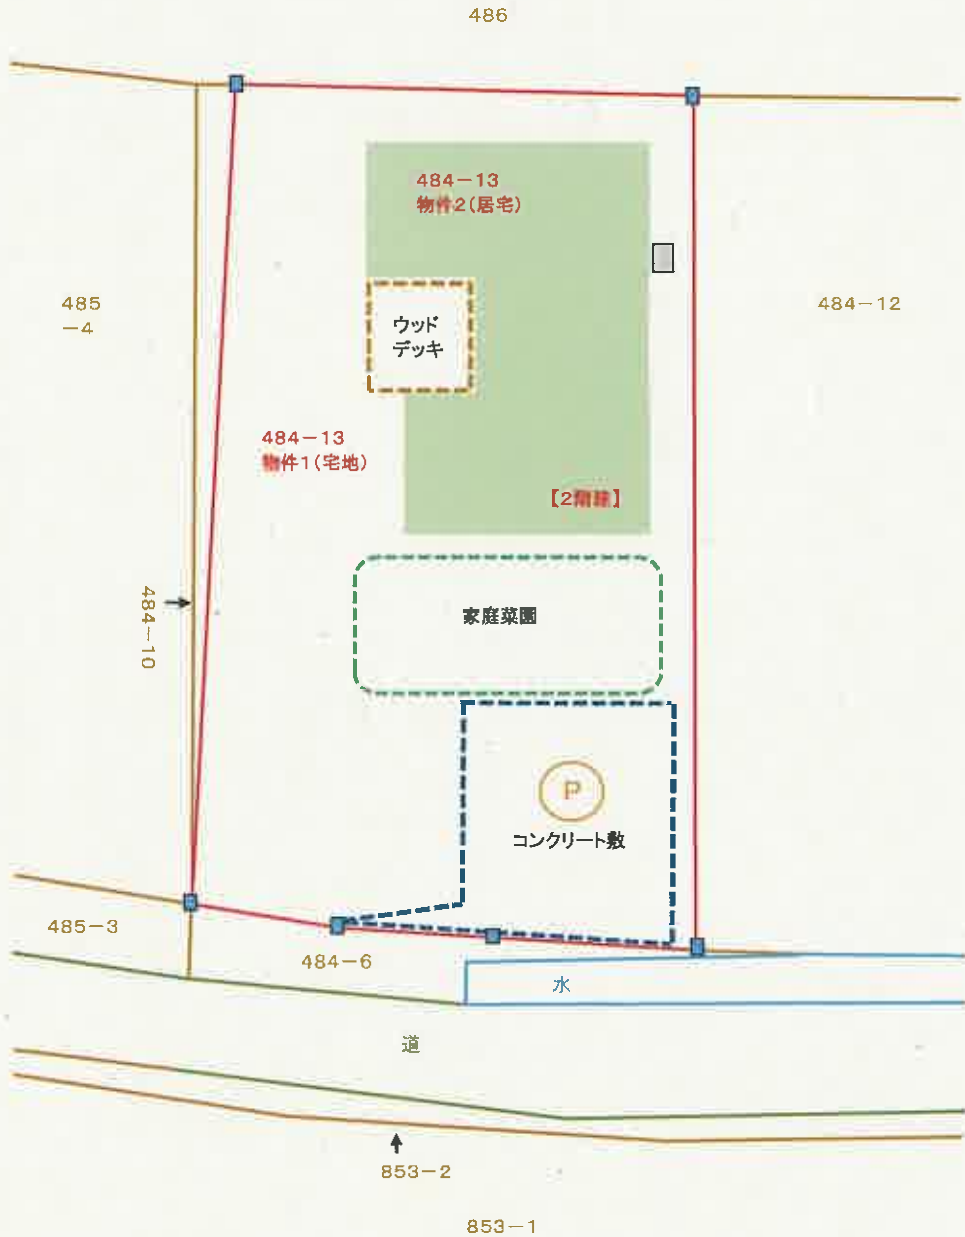 486
484-13
物件2(居宅)
485
-4
484-12
ウッド
デッキ
484-13
物件1(宅地)
【2階建】
484-10
家庭菜園
P
コンクリート敷
485-3
484-6
水
道
853-2
853-1